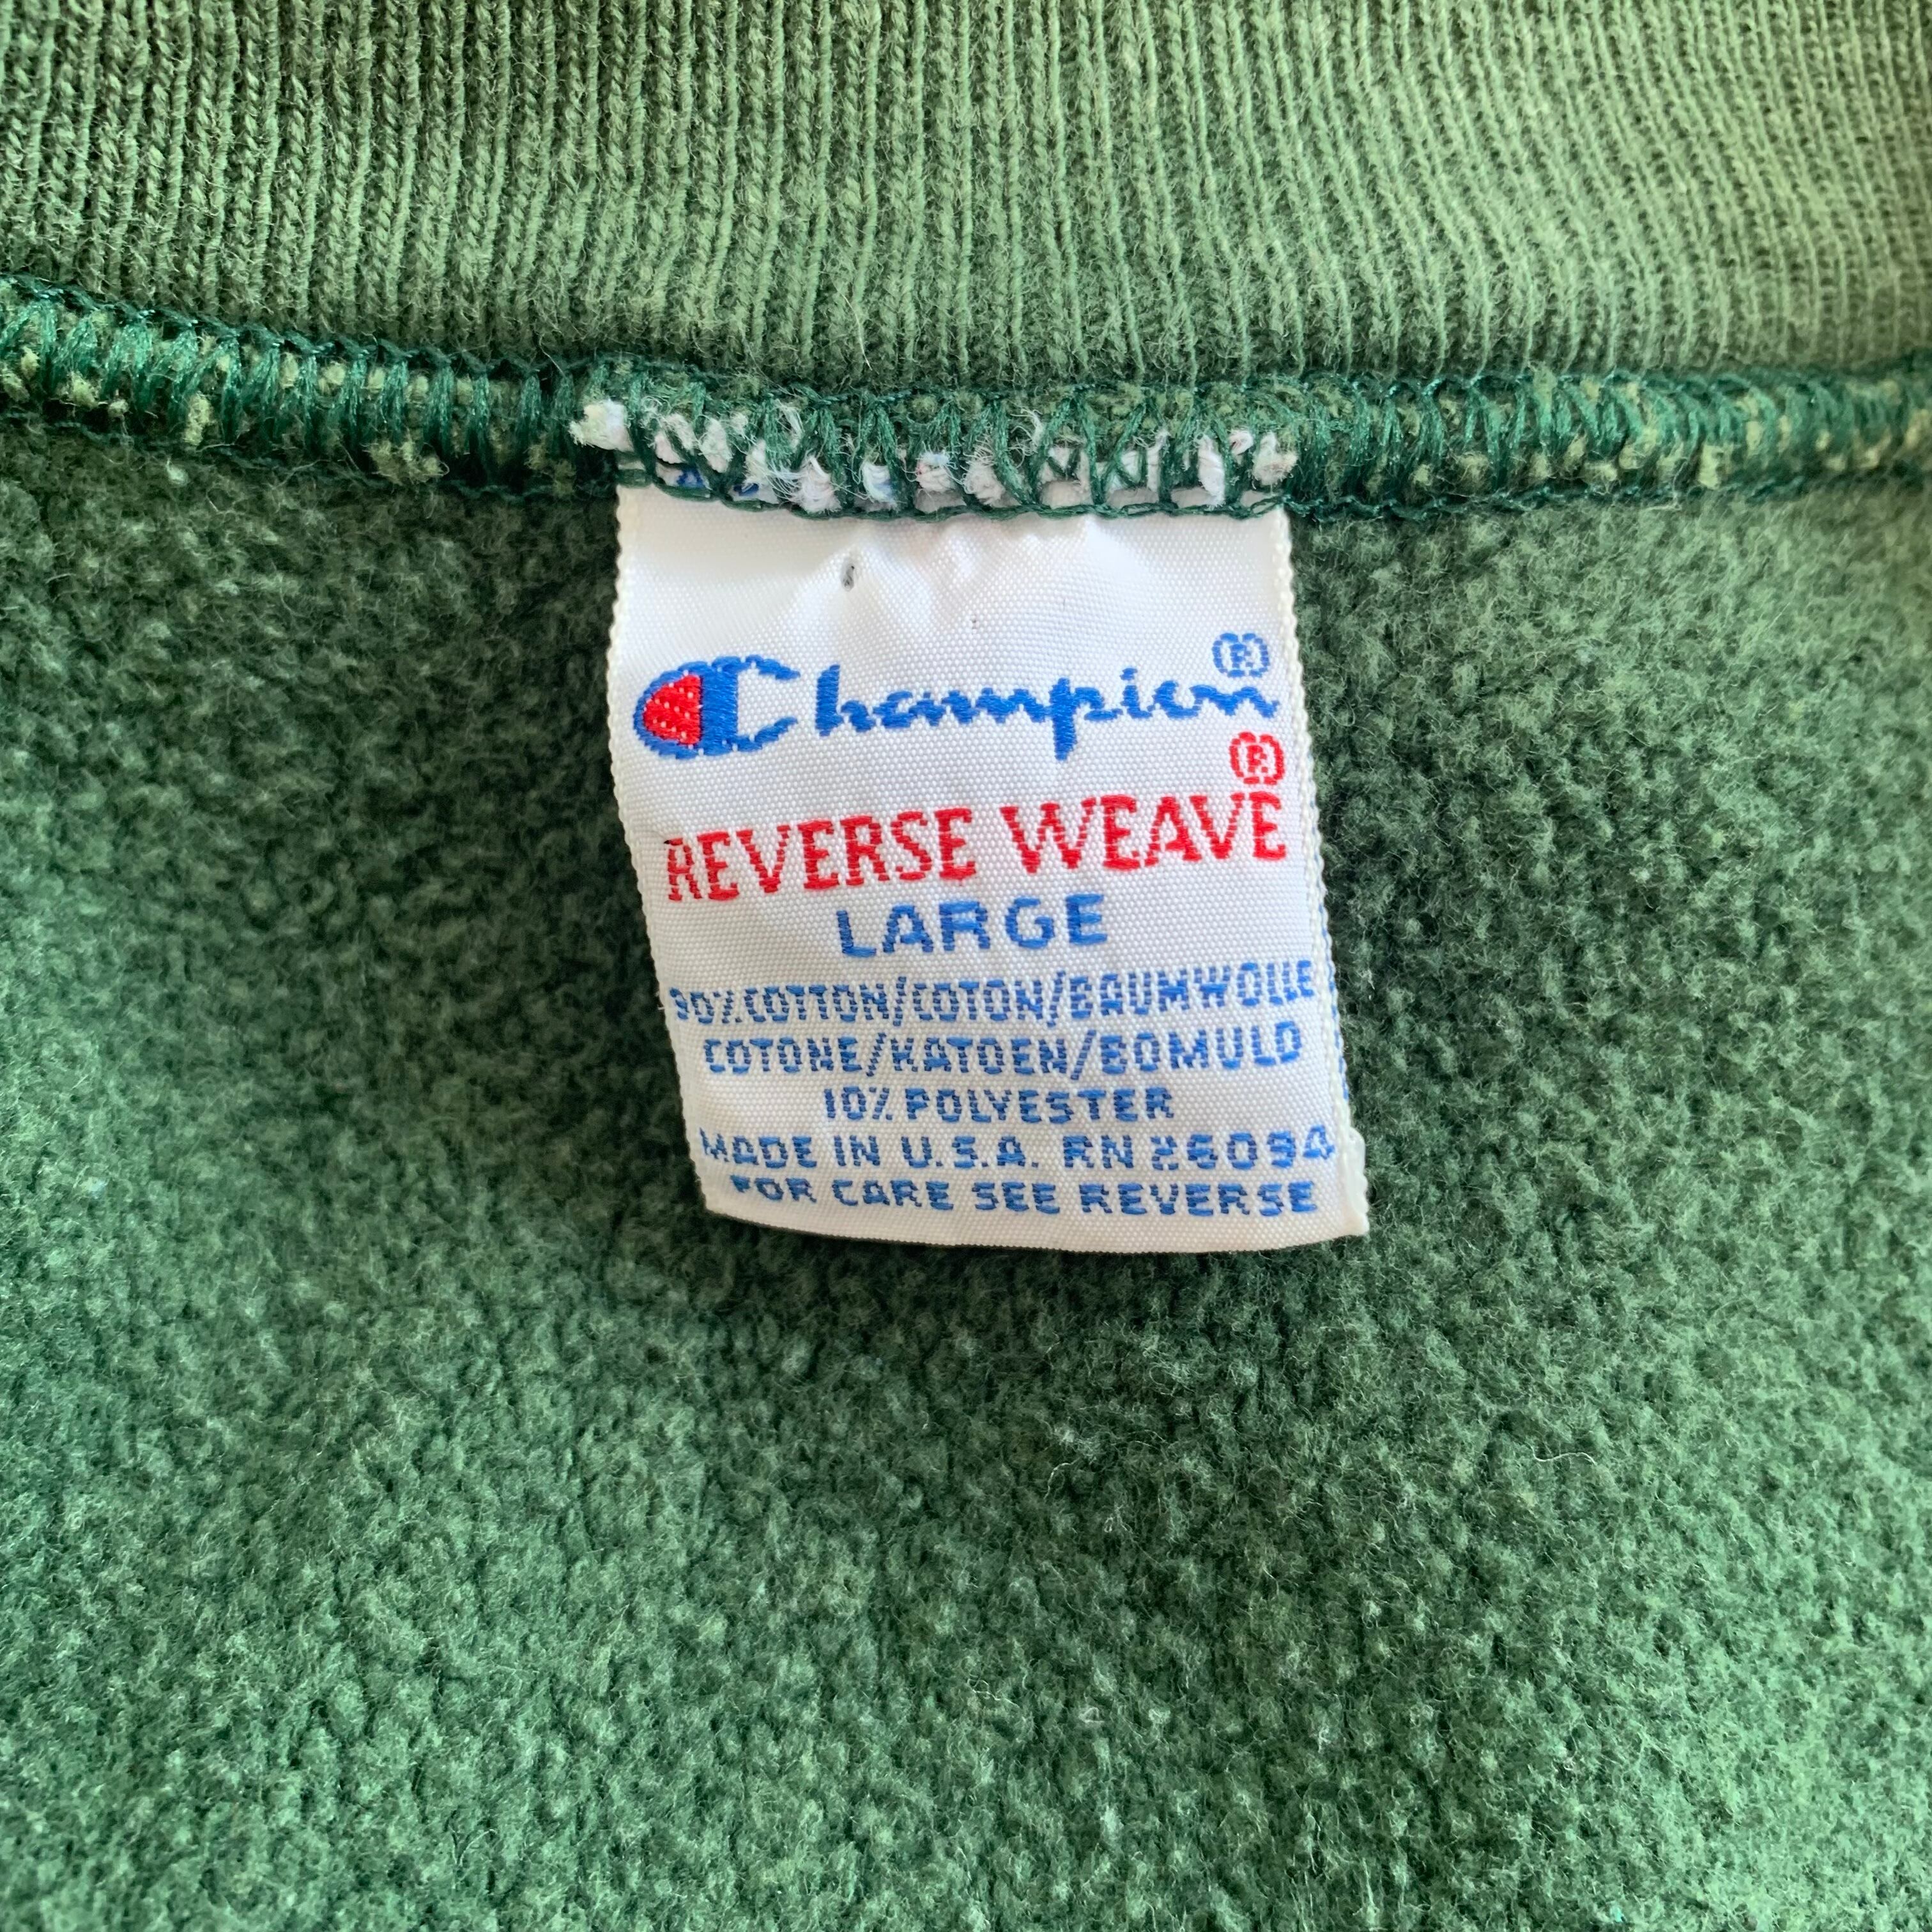 Champion®
REVERSE WEAVE®
LARGE
90% COTTON/COTON/BAUMWOLLE
COTONE/KATOEN/BOMULD
10% POLYESTER
MADE IN U.S.A. RN 26094
FOR CARE SEE REVERSE